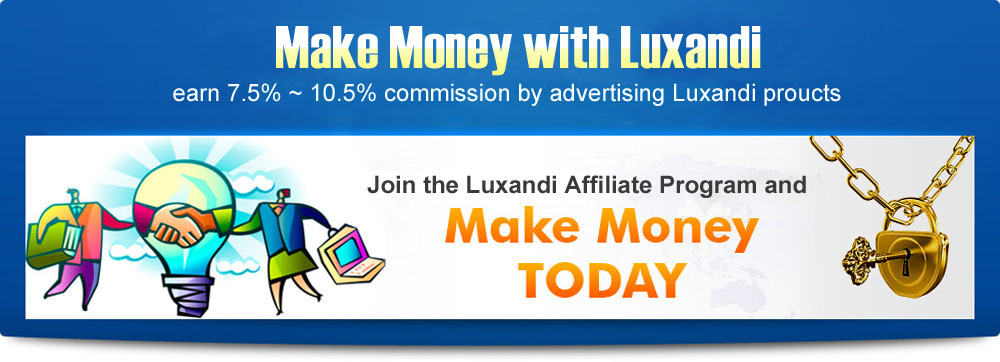 Make Money with Luxandi
earn 7.5% ~ 10.5% commission by advertising Luxandi proucts
Join the Luxandi Affiliate Program and
Make Money
TODAY